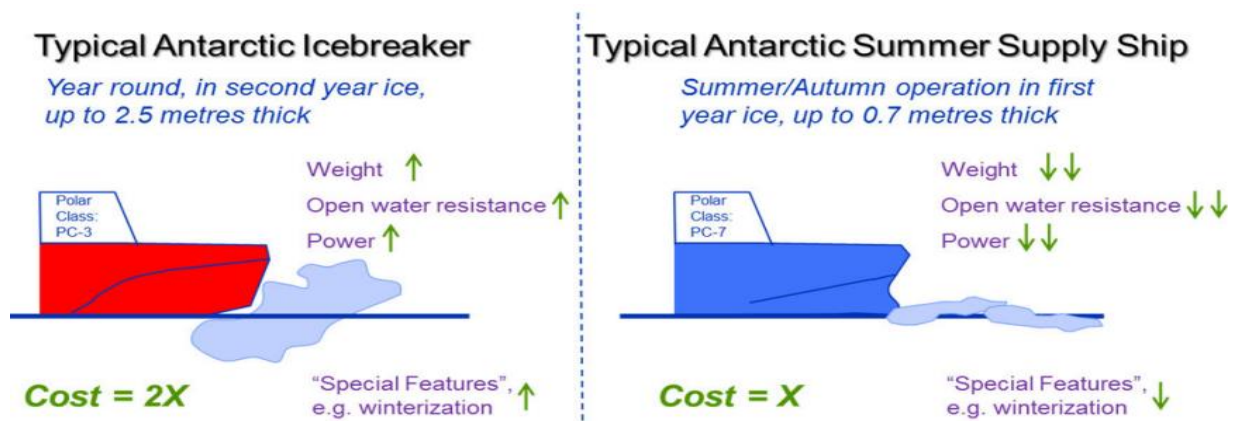 Typical Antarctic Icebreaker
Year round, in second year ice,
up to 2.5 metres thick
Weight ↑
Open water resistance ↑
Power ↑
Polar
Class:
PC-3
Cost = 2X
“Special Features”,
e.g. winterization ↑
Typical Antarctic Summer Supply Ship
Summer/Autumn operation in first
year ice, up to 0.7 metres thick
Weight ↓↓
Open water resistance ↓↓
Power ↓↓
Polar
Class:
PC-7
Cost = X
“Special Features”,
e.g. winterization ↓